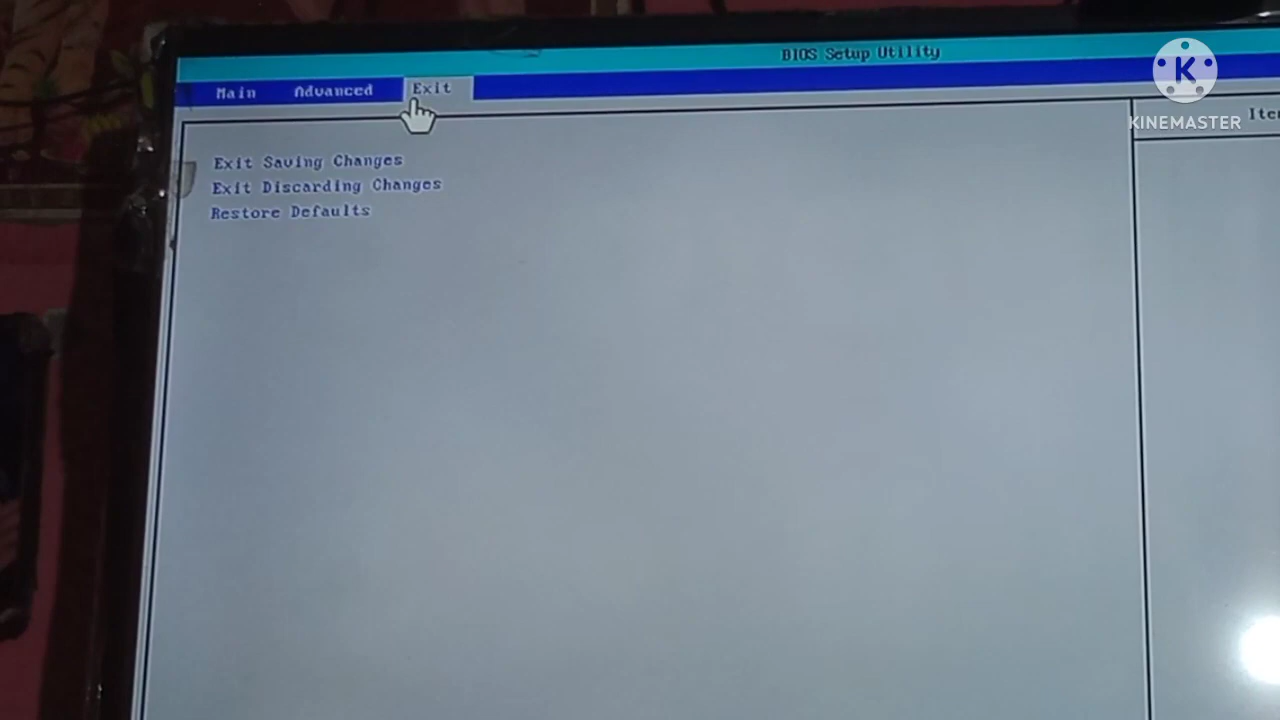 BIOS Setup Utility
Main Advanced Exit
K
KINEMASTER
Exit Saving Changes
Exit Discarding Changes
Restore Defaults